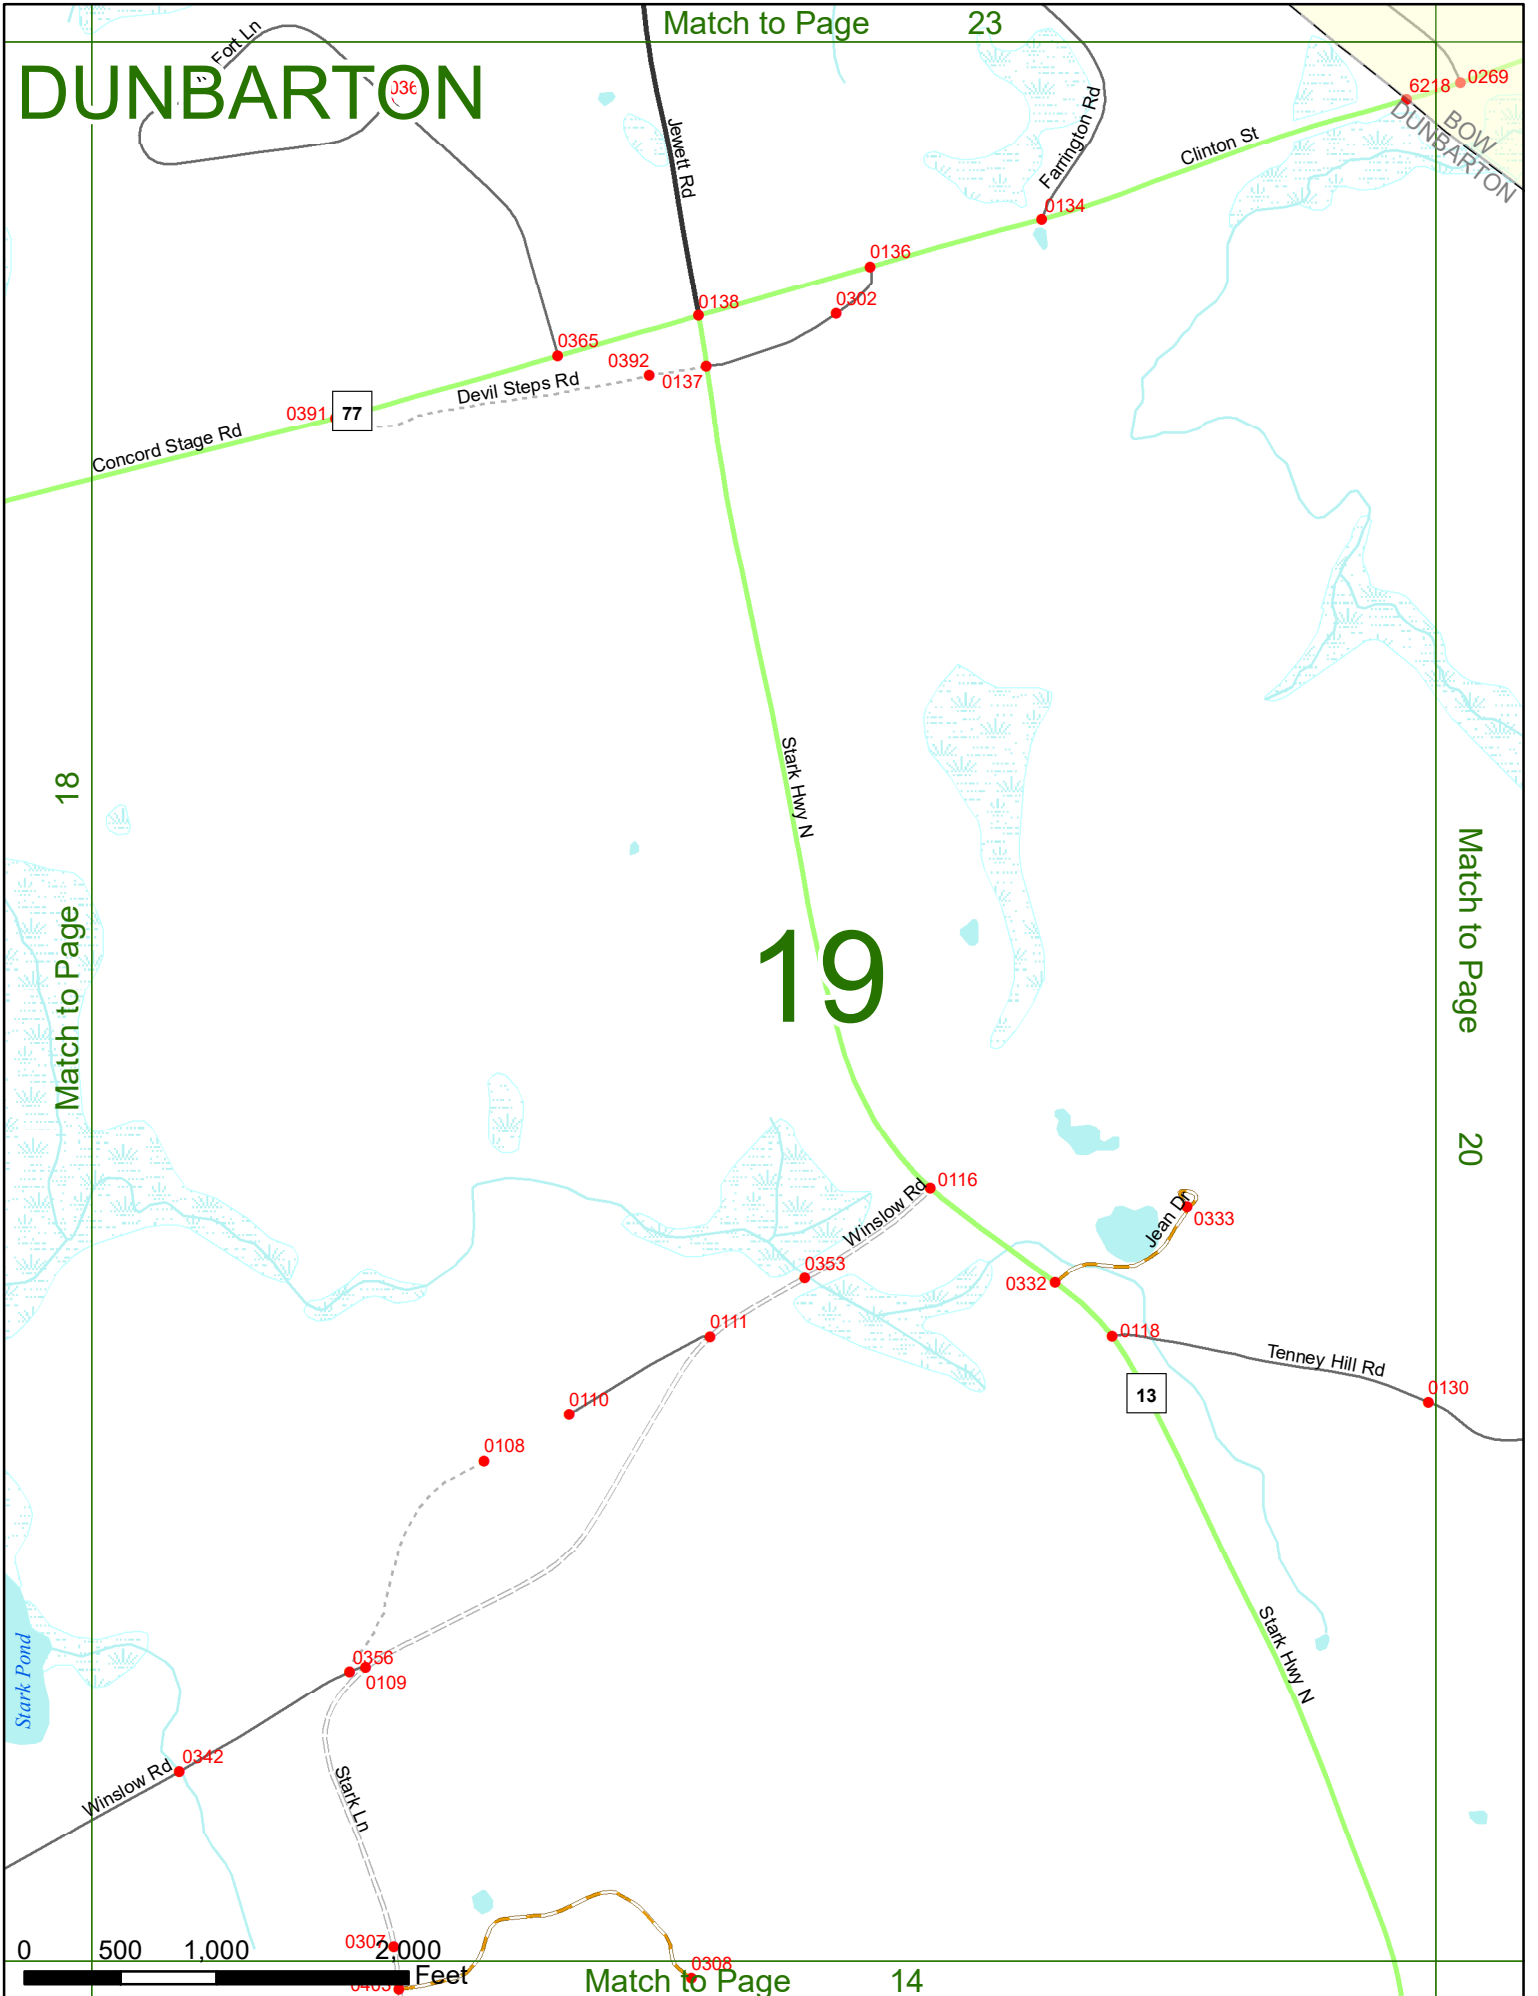 Match to Page 23
Fort Ln
DUNBARTON
036
Jewett Rd
Farrington Rd
Clinton St
6218
0269
BOW
DUNBARTON
0134
0136
0138
0302
0365
0392
0137
Devil Steps Rd
0391
77
Concord Stage Rd
Stark Hwy N
Match to Page 18
Match to Page 20
19
0116
Winslow Rd
Jean Dr
0333
0353
0332
0111
0118
Tenney Hill Rd
13
0130
0110
0108
Stark Hwy N
Stark Pond
0356
0109
0342
Winslow Rd
Stark Ln
0307
0308
0 500 1,000 2,000
Feet
0403
Match to Page 14